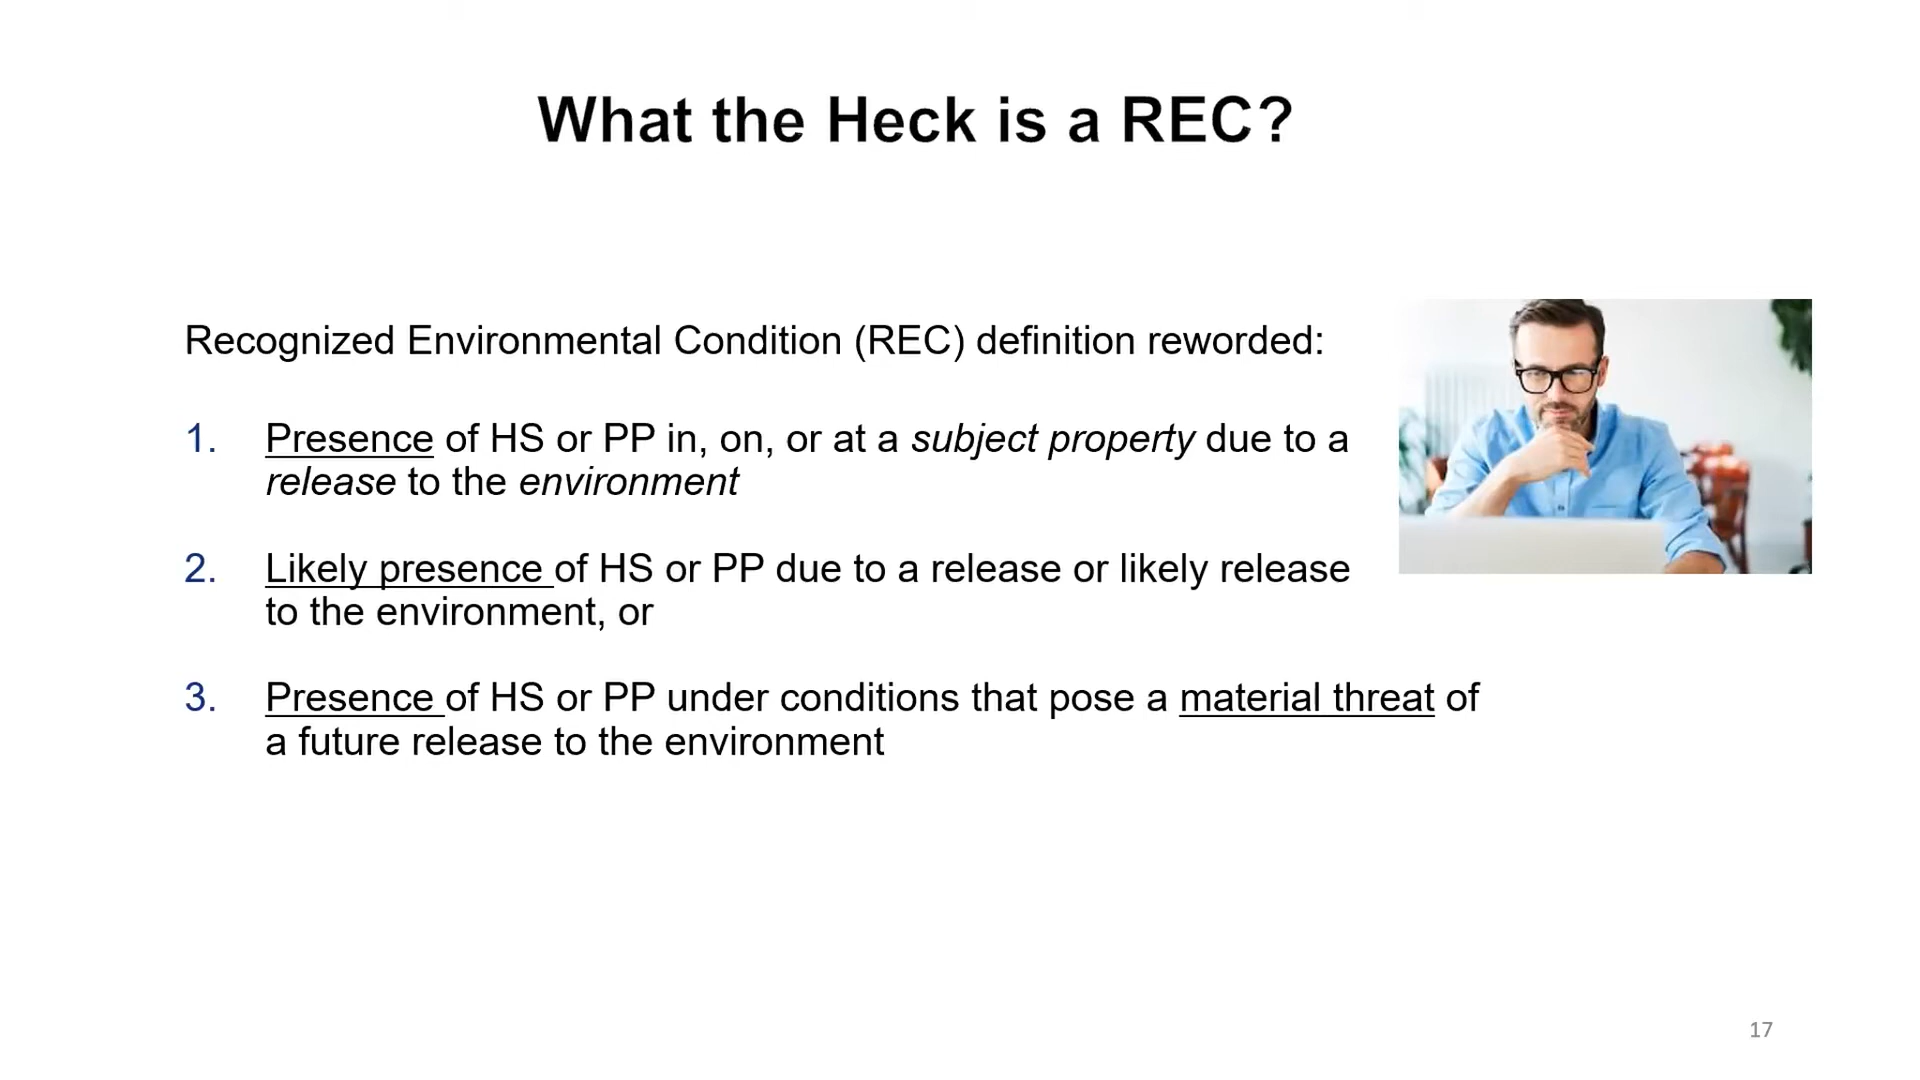 What the Heck is a REC?
Recognized Environmental Condition (REC) definition reworded:
1. Presence of HS or PP in, on, or at a subject property due to a
release to the environment
2. Likely presence of HS or PP due to a release or likely release
to the environment, or
3. Presence of HS or PP under conditions that pose a material threat of
a future release to the environment
17